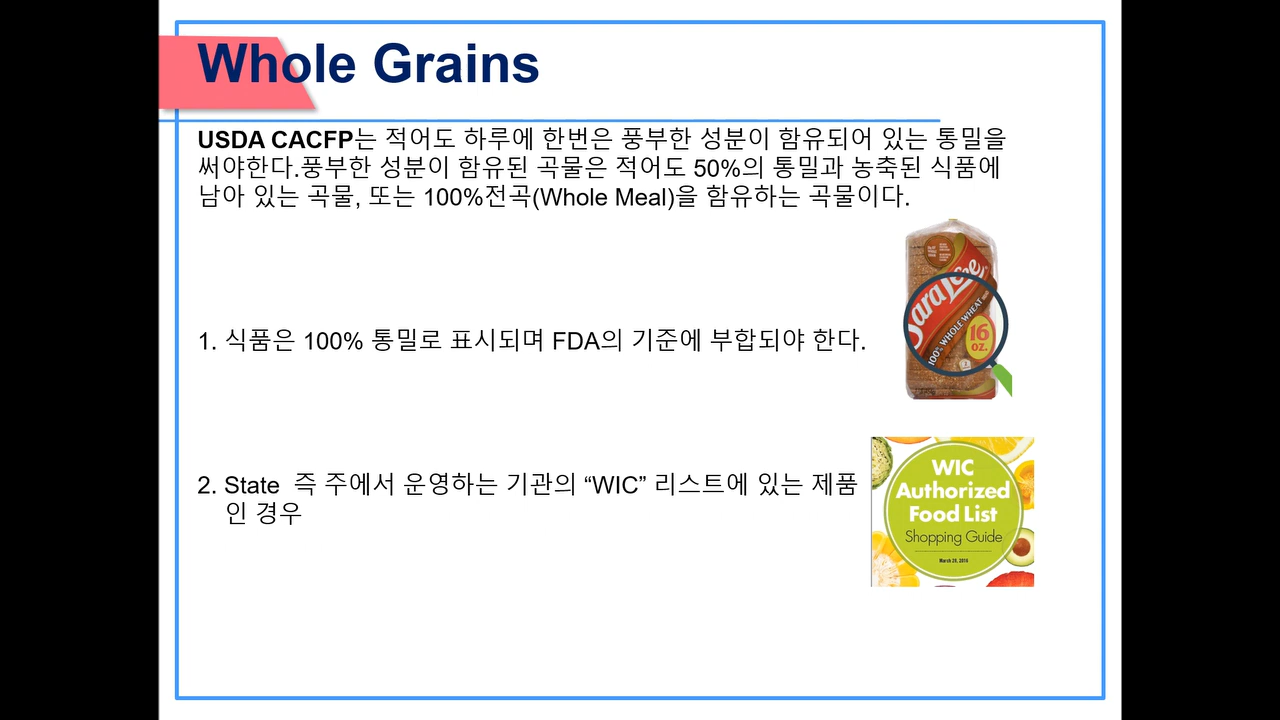 Whole Grains
USDA CACFP는 적어도 하루에 한번은 풍부한 성분이 함유되어 있는 통밀을
써야한다.풍부한 성분이 함유된 곡물은 적어도 50%의 통밀과 농축된 식품에
남아 있는 곡물, 또는 100%전곡(Whole Meal)을 함유하는 곡물이다.
Sara Lee
100% WHOLE WHEAT
16
OZ.
1. 식품은 100% 통밀로 표시되며 FDA의 기준에 부합되야 한다.
2. State 즉 주에서 운영하는 기관의 “WIC” 리스트에 있는 제품
인 경우
WIC
Authorized
Food List
Shopping Guide
March 29, 2018